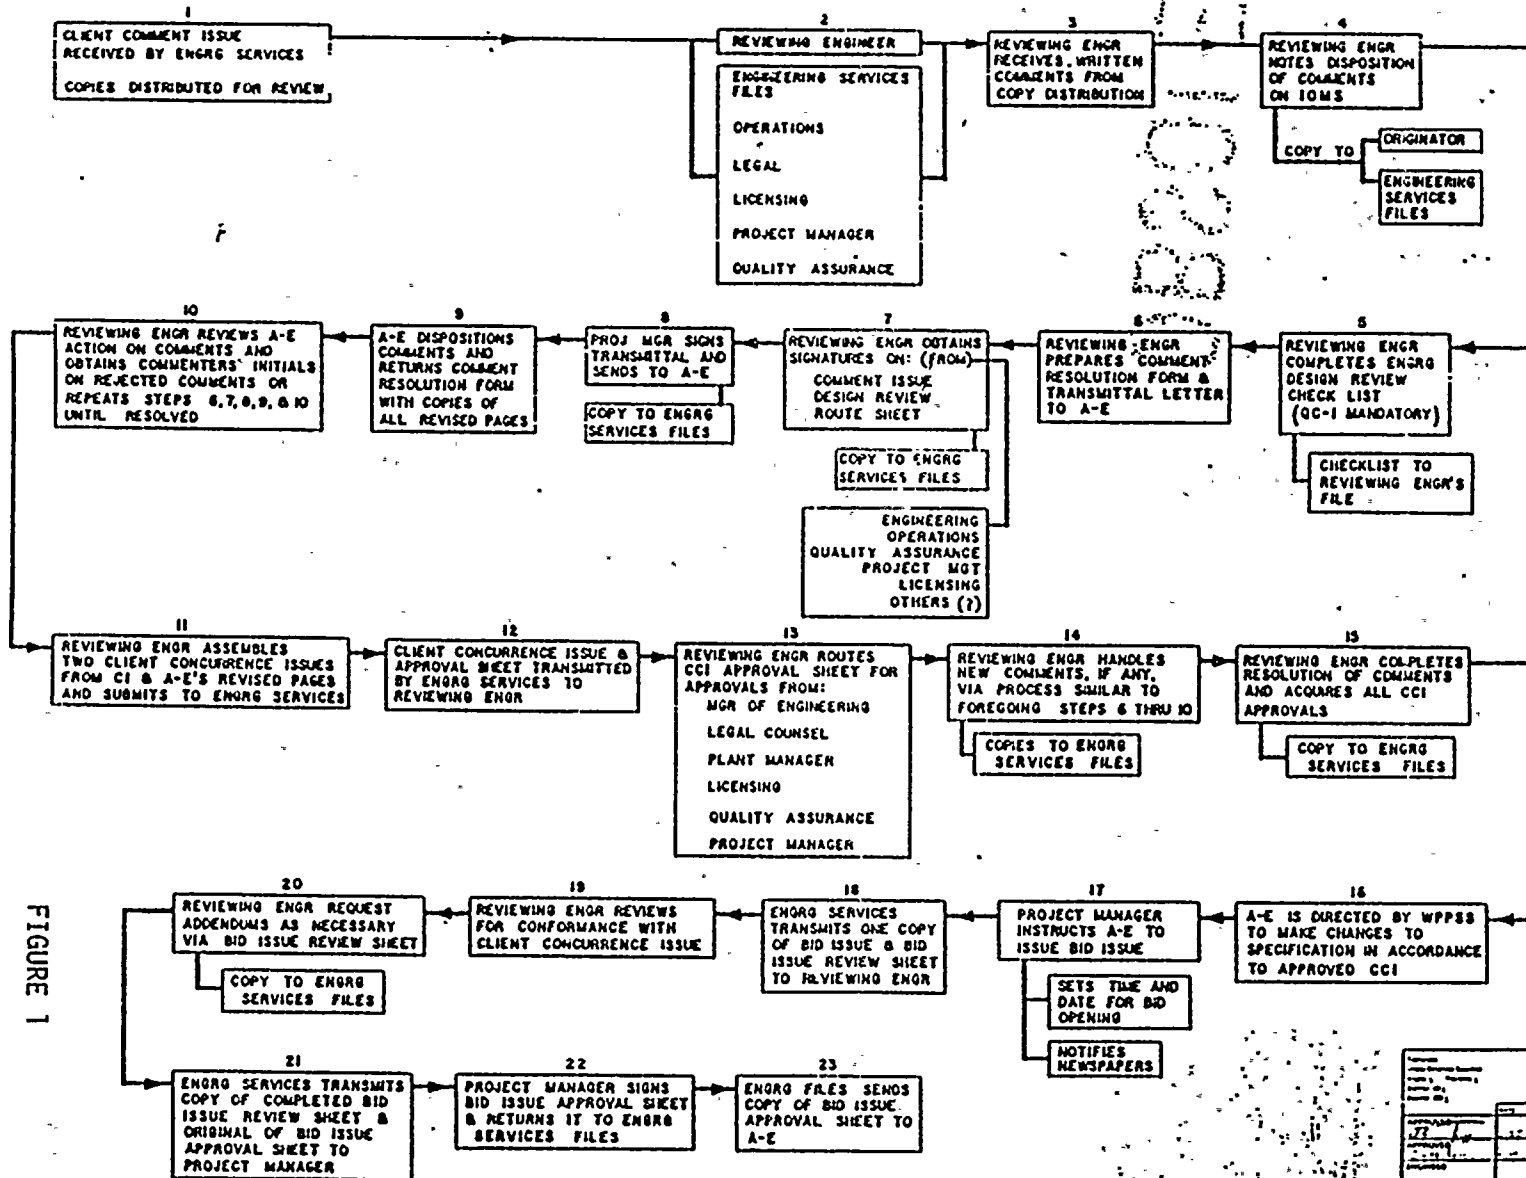 1
CLIENT COMMENT ISSUE
RECEIVED BY ENGRG SERVICES
COPIES DISTRIBUTED FOR REVIEW
2
REVIEWING ENGINEER
ENGINEERING SERVICES
FILES
OPERATIONS
LEGAL
LICENSING
PROJECT MANAGER
QUALITY ASSURANCE
3
REVIEWING ENGR
RECEIVES WRITTEN
COMMENTS FROM
COPY DISTRIBUTION
4
REVIEWING ENGR
NOTES DISPOSITION
OF COMMENTS
ON IOMS
COPY TO
ORIGINATOR
ENGINEERING
SERVICES
FILES
5
REVIEWING ENGR
COMPLETES ENGRG
DESIGN REVIEW
CHECK LIST
(QC-I MANDATORY)
CHECKLIST TO
REVIEWING ENGR'S
FILE
6
REVIEWING ENGR
PREPARES COMMENT
RESOLUTION FORM &
TRANSMITTAL LETTER
TO A-E
7
REVIEWING ENGR OBTAINS
SIGNATURES ON: (FROM)
COMMENT ISSUE
DESIGN REVIEW
ROUTE SHEET
COPY TO ENGRG
SERVICES FILES
ENGINEERING
OPERATIONS
QUALITY ASSURANCE
PROJECT MGT
LICENSING
OTHERS (?)
8
PROJ MGR SIGNS
TRANSMITTAL AND
SENDS TO A-E
COPY TO ENGRG
SERVICES FILES
9
A-E DISPOSITIONS
COMMENTS AND
RETURNS COMMENT
RESOLUTION FORM
WITH COPIES OF
ALL REVISED PAGES
10
REVIEWING ENGR REVIEWS A-E
ACTION ON COMMENTS AND
OBTAINS COMMENTERS' INITIALS
ON REJECTED COMMENTS OR
REPEATS STEPS 6,7,8,9, & 10
UNTIL RESOLVED
11
REVIEWING ENGR ASSEMBLES
TWO CLIENT CONCURRENCE ISSUES
FROM CI & A-E'S REVISED PAGES
AND SUBMITS TO ENGRG SERVICES
12
CLIENT CONCURRENCE ISSUE &
APPROVAL SHEET TRANSMITTED
BY ENGRG SERVICES TO
REVIEWING ENGR
13
REVIEWING ENGR ROUTES
CCI APPROVAL SHEET FOR
APPROVALS FROM:
MGR OF ENGINEERING
LEGAL COUNSEL
PLANT MANAGER
LICENSING
QUALITY ASSURANCE
PROJECT MANAGER
14
REVIEWING ENGR HANDLES
NEW COMMENTS, IF ANY,
VIA PROCESS SIMILAR TO
FOREGOING STEPS 6 THRU 10
COPIES TO ENGRG
SERVICES FILES
15
REVIEWING ENGR COMPLETES
RESOLUTION OF COMMENTS
AND ACQUIRES ALL CCI
APPROVALS
COPY TO ENGRG
SERVICES FILES
16
A-E IS DIRECTED BY WPPSS
TO MAKE CHANGES TO
SPECIFICATION IN ACCORDANCE
TO APPROVED CCI
17
PROJECT MANAGER
INSTRUCTS A-E TO
ISSUE BID ISSUE
SETS TIME AND
DATE FOR BID
OPENING
NOTIFIES
NEWSPAPERS
18
ENGRG SERVICES
TRANSMITS ONE COPY
OF BID ISSUE & BID
ISSUE REVIEW SHEET
TO REVIEWING ENGR
19
REVIEWING ENGR REVIEWS
FOR CONFORMANCE WITH
CLIENT CONCURRENCE ISSUE
20
REVIEWING ENGR REQUEST
ADDENDUMS AS NECESSARY
VIA BID ISSUE REVIEW SHEET
COPY TO ENGRG
SERVICES FILES
21
ENGRG SERVICES TRANSMITS
COPY OF COMPLETED BID
ISSUE REVIEW SHEET &
ORIGINAL OF BID ISSUE
APPROVAL SHEET TO
PROJECT MANAGER
22
PROJECT MANAGER SIGNS
BID ISSUE APPROVAL SHEET
& RETURNS IT TO ENGRG
SERVICES FILES
23
ENGRG FILES SENDS
COPY OF BID ISSUE
APPROVAL SHEET TO
A-E
FIGURE 1